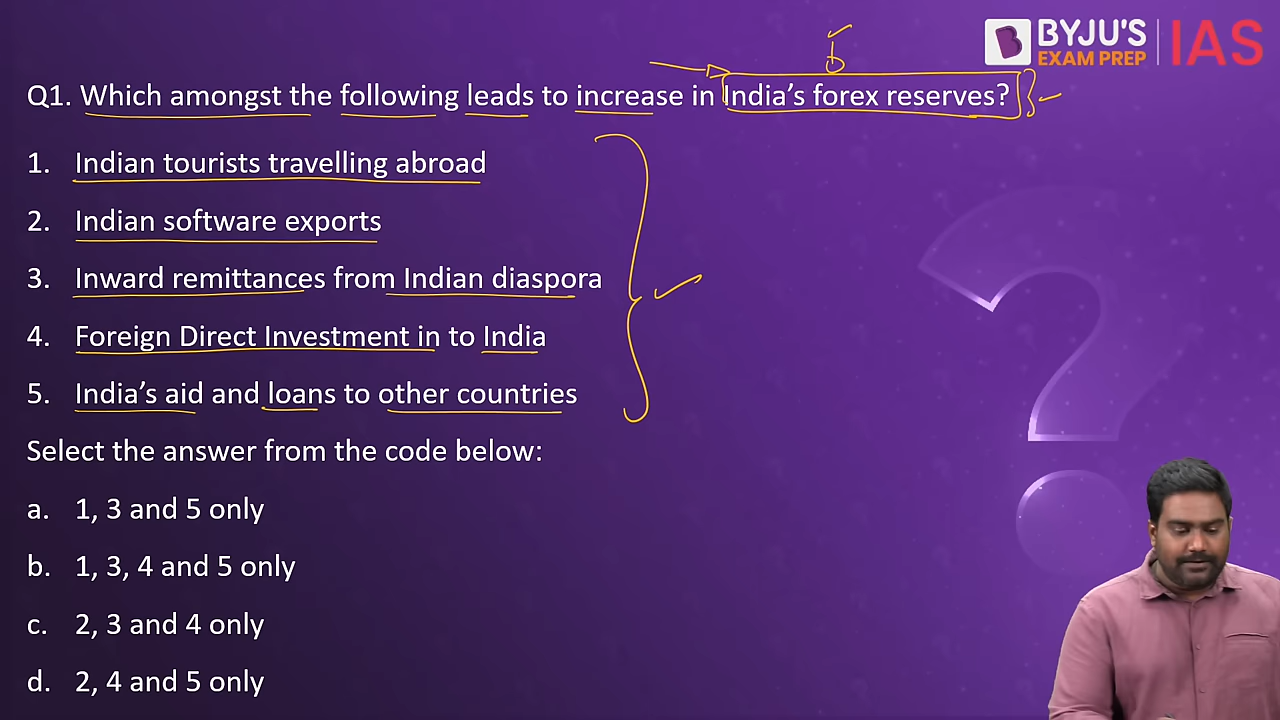 BYJU'S
EXAM PREP
IAS
Q1. Which amongst the following leads to increase in India's forex reserves?
1. Indian tourists travelling abroad
2. Indian software exports
3. Inward remittances from Indian diaspora
4. Foreign Direct Investment in to India
5. India's aid and loans to other countries
Select the answer from the code below:
a. 1, 3 and 5 only
b. 1, 3, 4 and 5 only
c. 2, 3 and 4 only
d. 2, 4 and 5 only